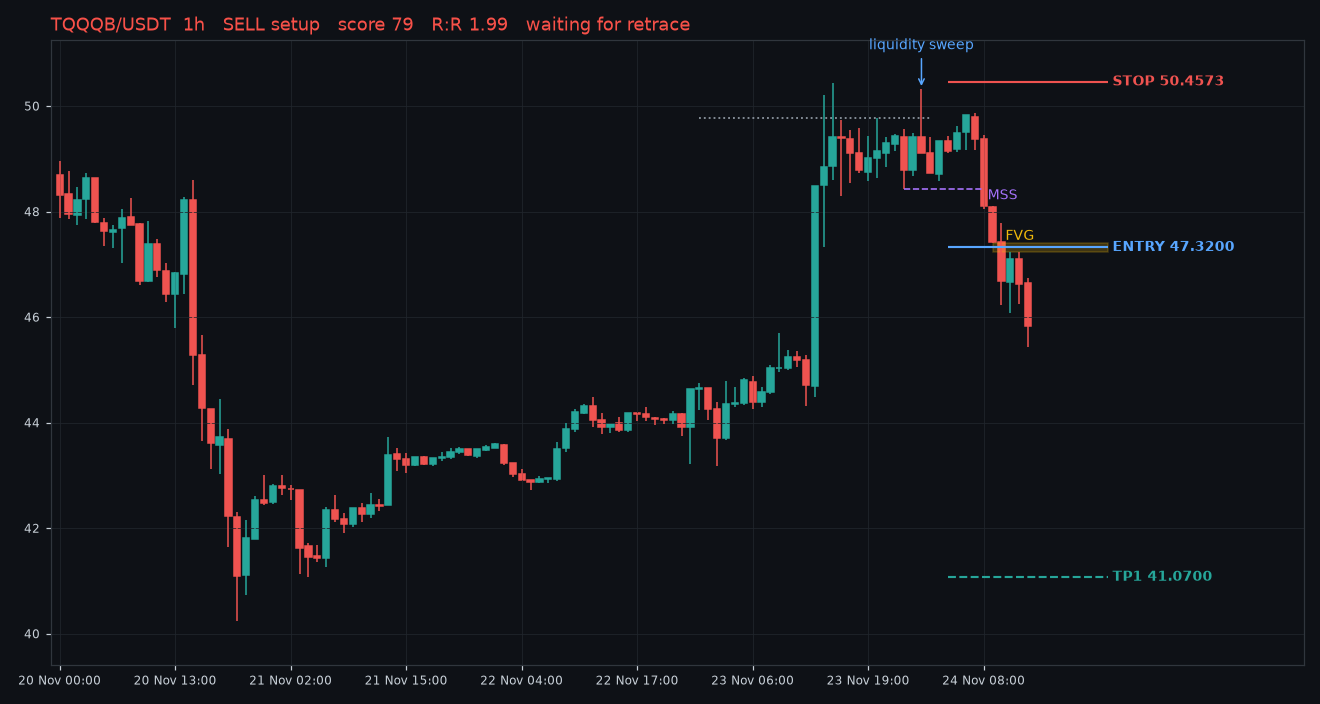 TQQQB/USDT 1h SELL setup score 79 R:R 1.99 waiting for retrace
liquidity sweep
STOP 50.4573
50
MSS
48
FVG
ENTRY 47.3200
46
44
42
TP1 41.0700
40
20 Nov 00:00
20 Nov 13:00
21 Nov 02:00
21 Nov 15:00
22 Nov 04:00
22 Nov 17:00
23 Nov 06:00
23 Nov 19:00
24 Nov 08:00